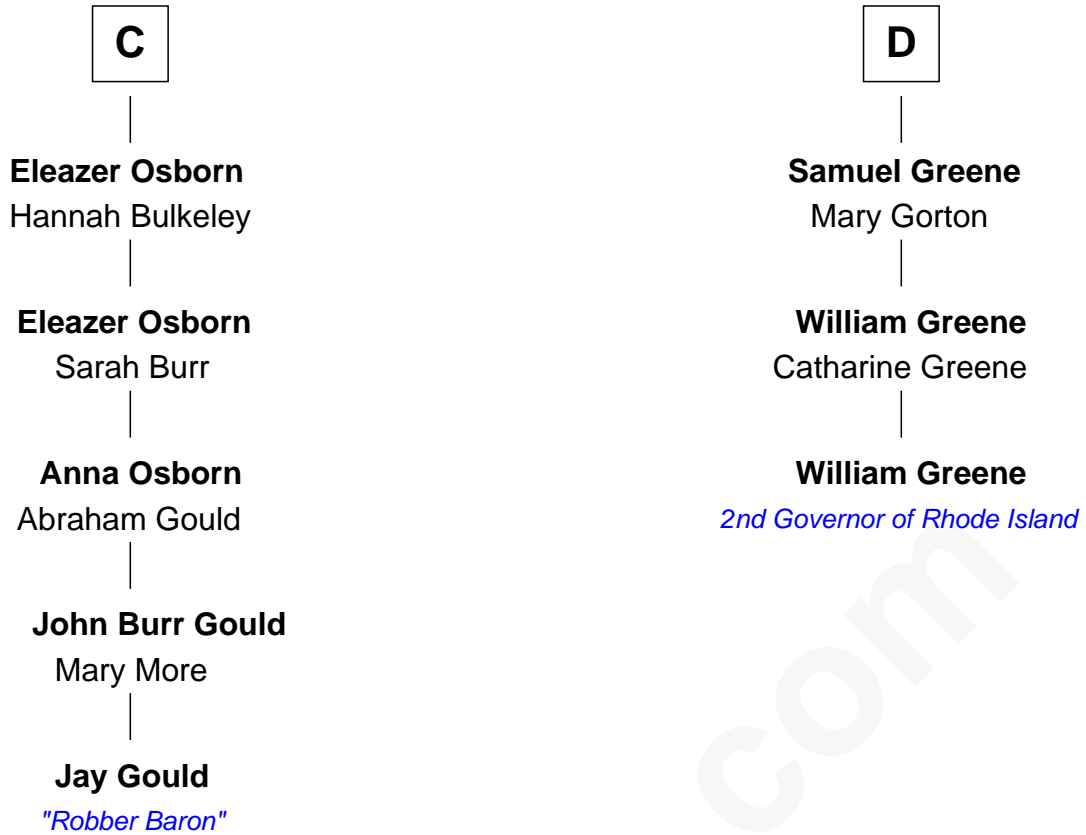 C
Eleazer Osborn
Hannah Bulkeley
Eleazer Osborn
Sarah Burr
Anna Osborn
Abraham Gould
John Burr Gould
Mary More
Jay Gould
"Robber Baron"
D
Samuel Greene
Mary Gorton
William Greene
Catharine Greene
William Greene
2nd Governor of Rhode Island
com